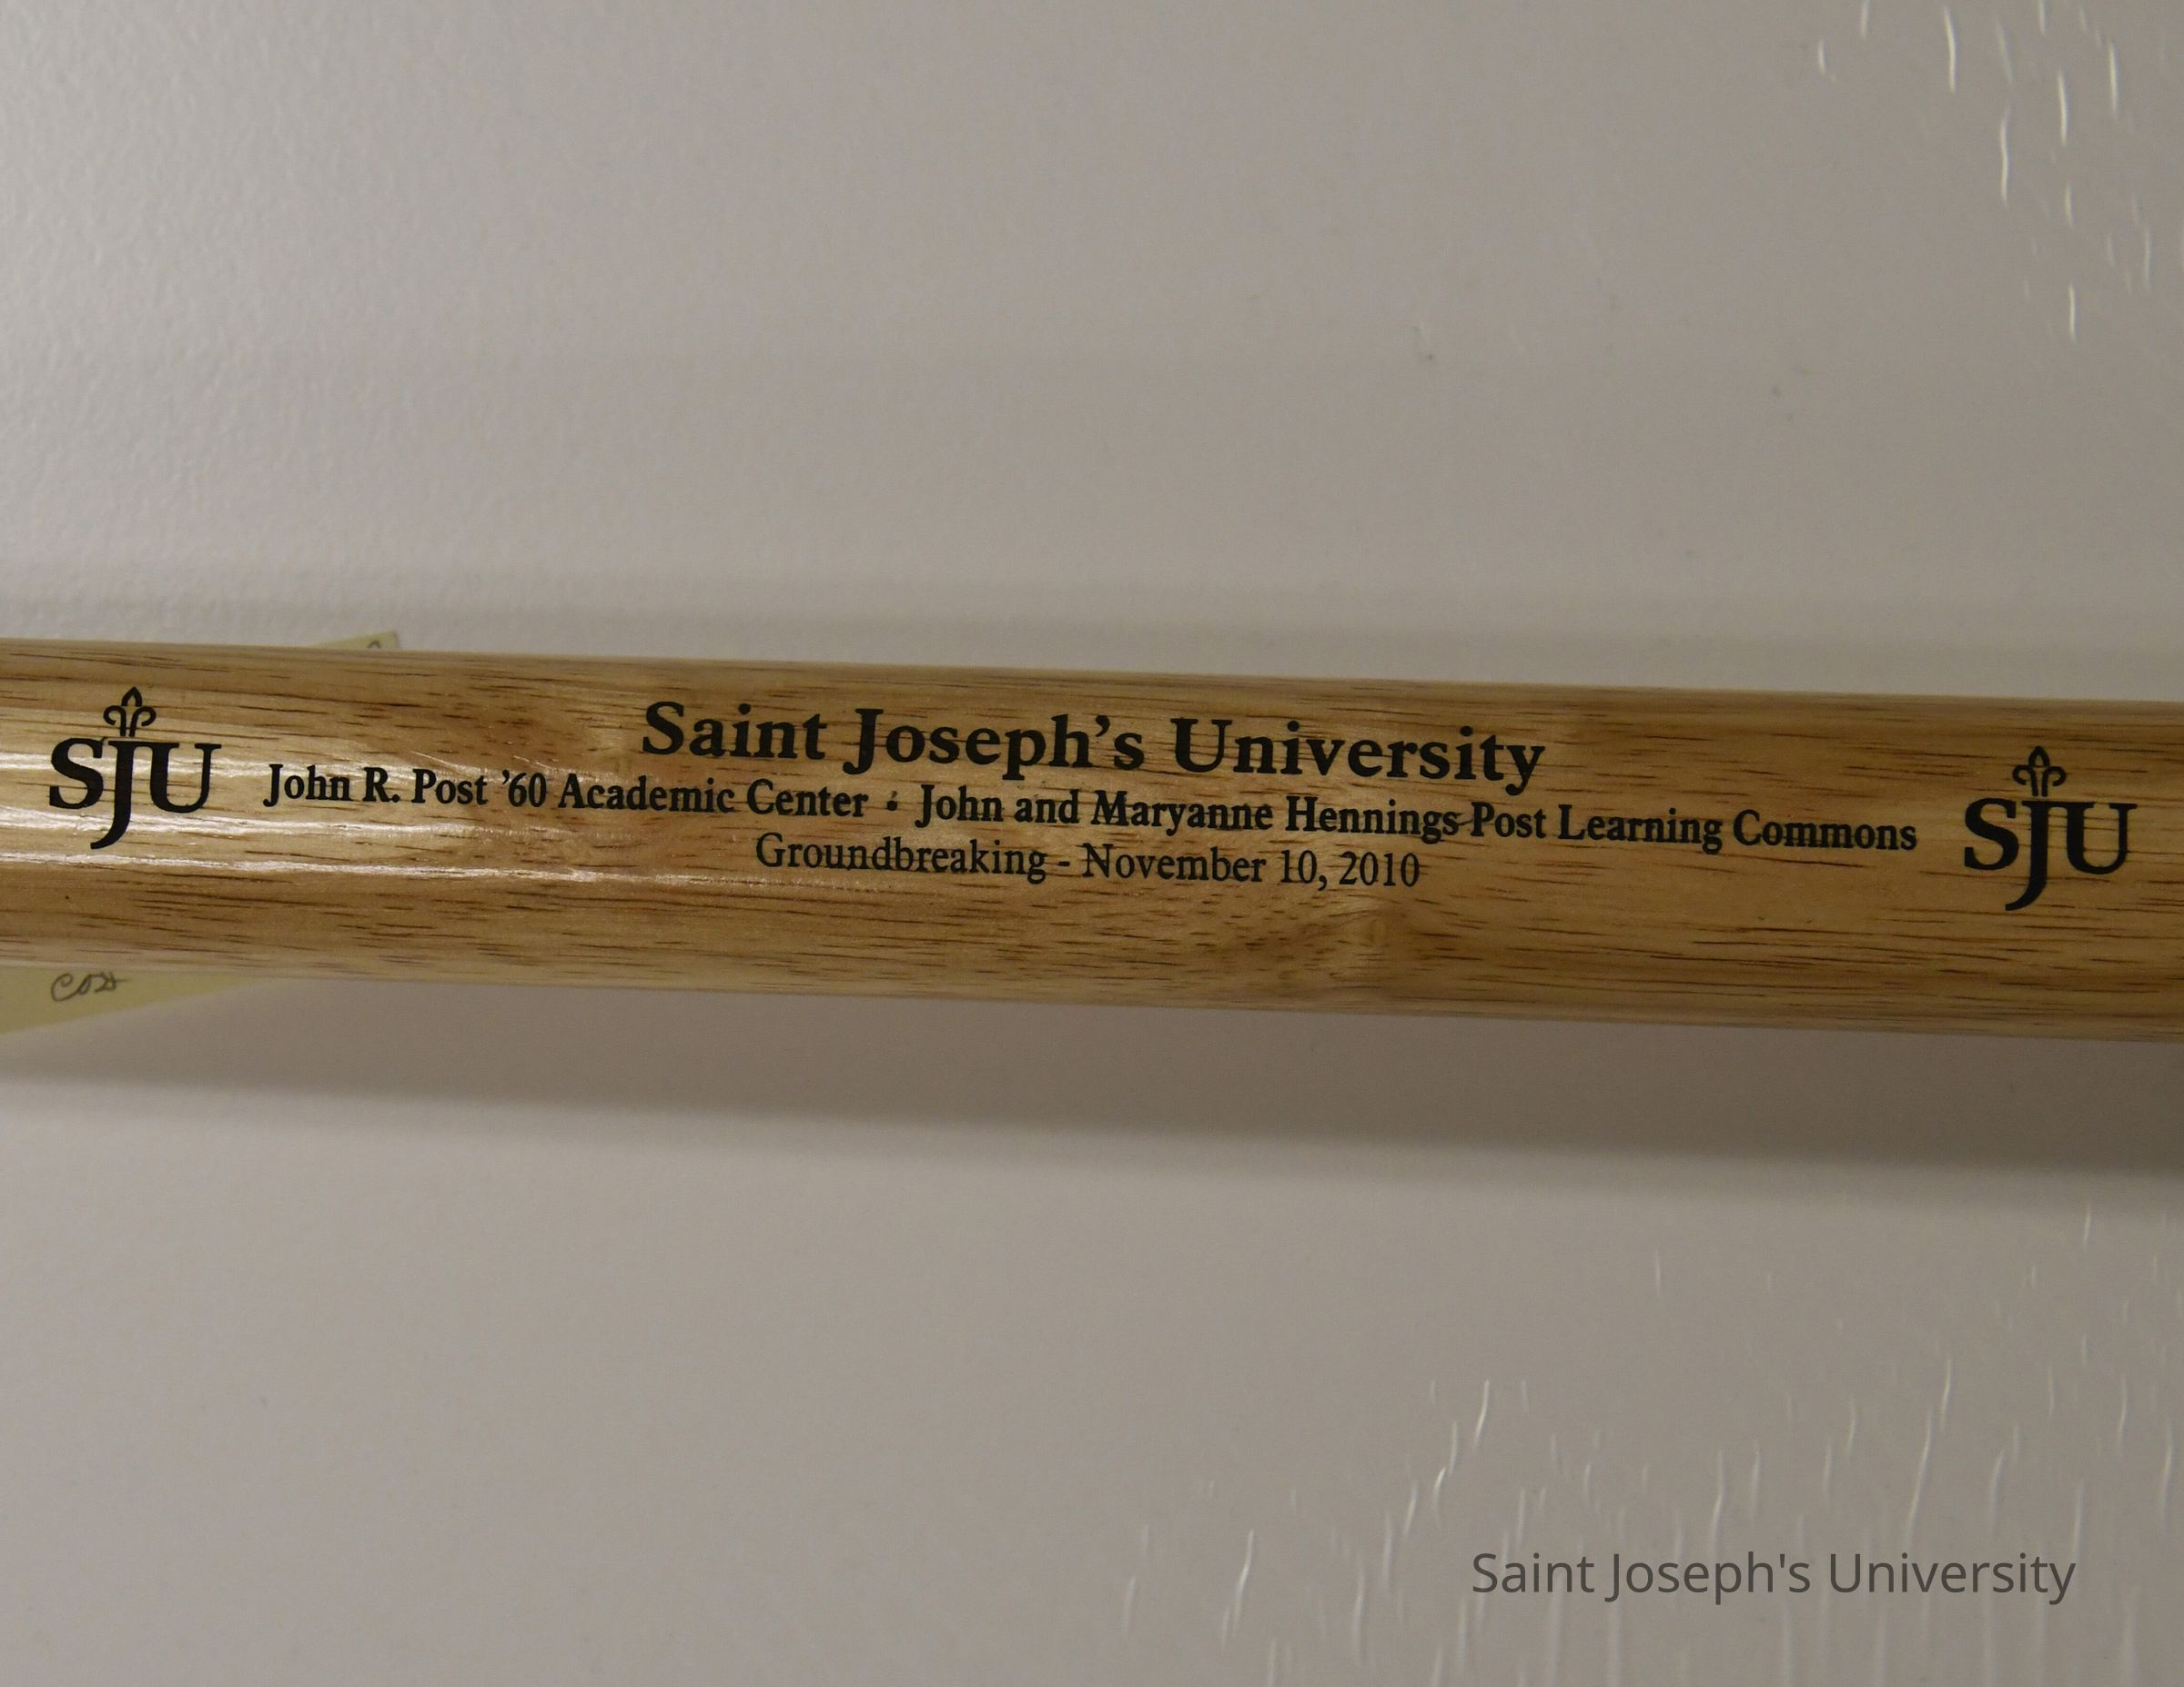 Saint Joseph's University
SJU John R. Post '60 Academic Center • John and Maryanne Hennings Post Learning Commons SJU
Groundbreaking - November 10, 2010
Saint Joseph's University